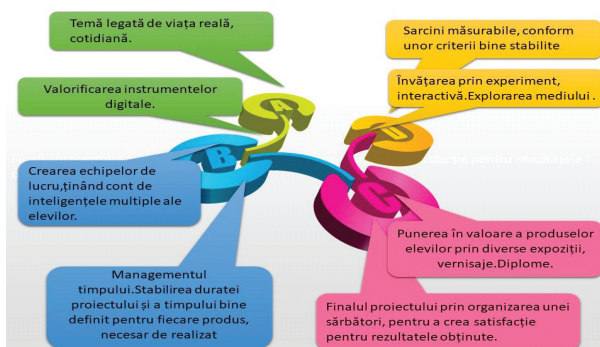 Temă legată de viața reală,
cotidiană.
Valorificarea instrumentelor
digitale.
A
Crearea echipelor de
lucru,ținând cont de
inteligențele multiple ale
elevilor.
B
Managementul
timpului.Stabilirea duratei
proiectului și a timpului bine
definit pentru fiecare produs,
necesar de realizat
Sarcini măsurabile, conform
unor criterii bine stabilite
Învățarea prin experiment,
interactivă.Explorarea mediului .
D
pentru rezultatele
C
Punerea în valoare a produselor
elevilor prin diverse expoziții,
vernisaje.Diplome.
Finalul proiectului prin organizarea unei
sărbători, pentru a crea satisfacție
pentru rezultatele obținute.